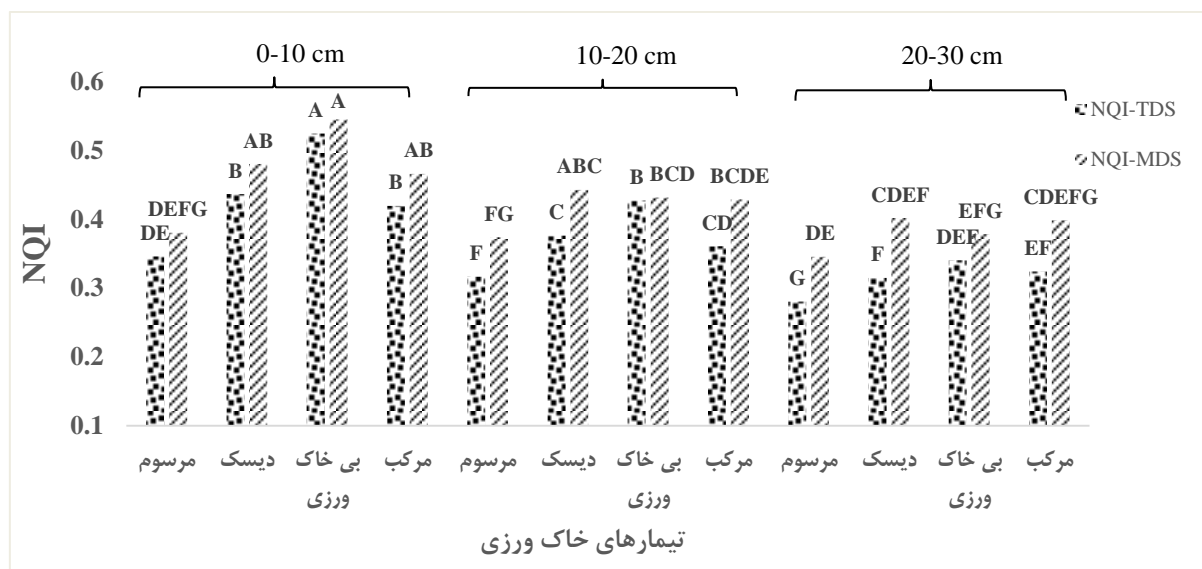 0-10 cm
10-20 cm
20-30 cm
NQI-TDS
NQI-MDS
NQI
0.6
0.5
0.4
0.3
0.2
0.1
DE
DEFG
B
AB
A
A
B
AB
F
FG
C
ABC
B
BCD
CD
BCDE
G
DE
F
CDEF
DEF
EFG
EF
CDEFG
مرسوم
دیسک
بی خاک
ورزی
مرکب
مرسوم
دیسک
بی خاک
ورزی
مرکب
مرسوم
دیسک
بی خاک
ورزی
مرکب
تیمارهای خاک ورزی